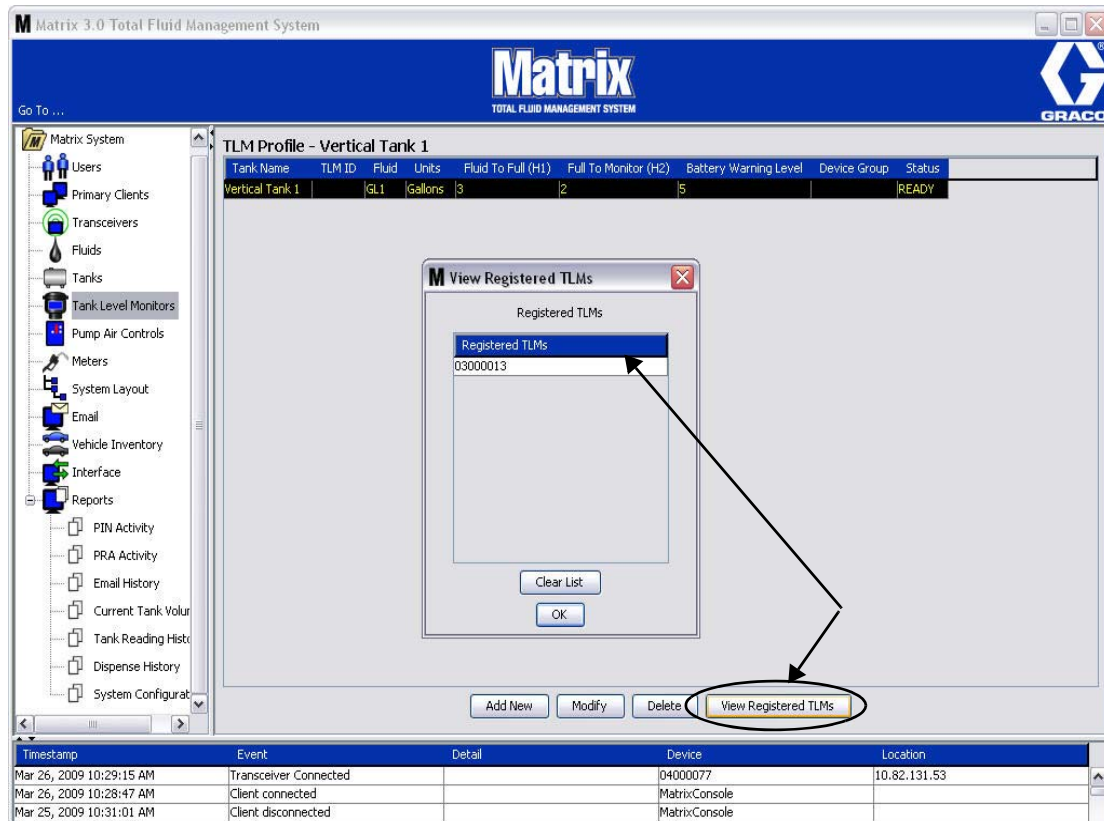 M Matrix 3.0 Total Fluid Management System
Matrix
TOTAL FLUID MANAGEMENT SYSTEM
GRACO
Go To ...
Matrix System
Users
Primary Clients
Transceivers
Fluids
Tanks
Tank Level Monitors
Pump Air Controls
Meters
System Layout
Email
Vehicle Inventory
Interface
Reports
PIN Activity
PRA Activity
Email History
Current Tank Volur
Tank Reading Histo
Dispense History
System Configurat
TLM Profile - Vertical Tank 1
Tank Name TLM ID Fluid Units Fluid To Full (H1) Full To Monitor (H2) Battery Warning Level Device Group Status
Vertical Tank 1 GL1 Gallons 3 2 5 READY
M View Registered TLMs
Registered TLMs
Registered TLMs
03000013
Clear List
OK
Add New Modify Delete View Registered TLMs
Timestamp Event Detail Device Location
Mar 26, 2009 10:29:15 AM Transceiver Connected 04000077 10.82.131.53
Mar 26, 2009 10:28:47 AM Client connected MatrixConsole
Mar 25, 2009 10:31:01 AM Client disconnected MatrixConsole